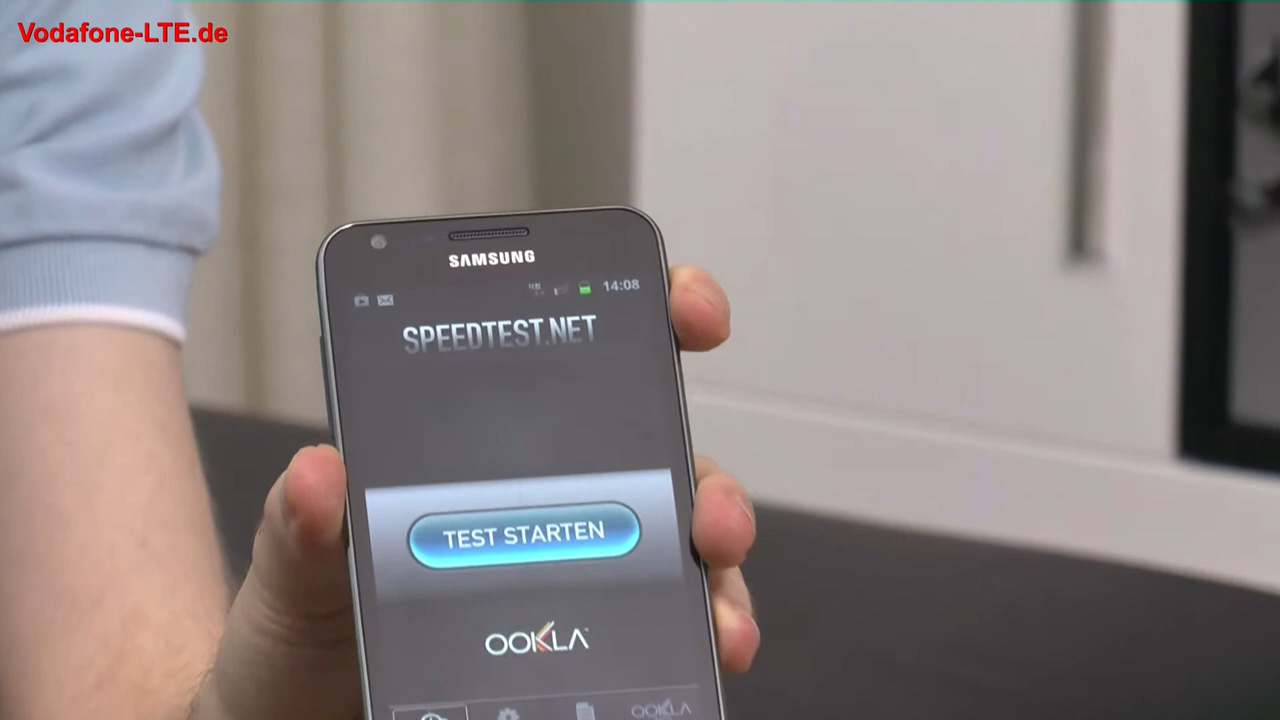 Vodafone-LTE.de
SAMSUNG
14:08
SPEEDTEST.NET
TEST STARTEN
OOKLA
OOKLA